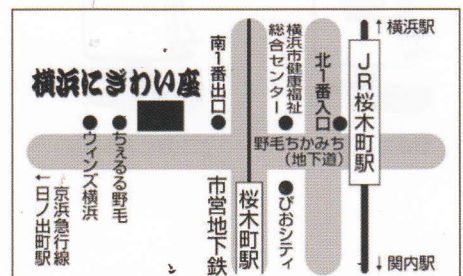 ↑横浜駅
JR桜木町駅
↓関内駅
北1番入口
横浜市健康福祉
総合センター
南1番出口
横浜にぎわい座
野毛ちかみち
(地下道)
ぴおシティ
桜木町駅
市営地下鉄
ちぇるる野毛
ウィンズ横浜
京浜急行線
←日ノ出町駅